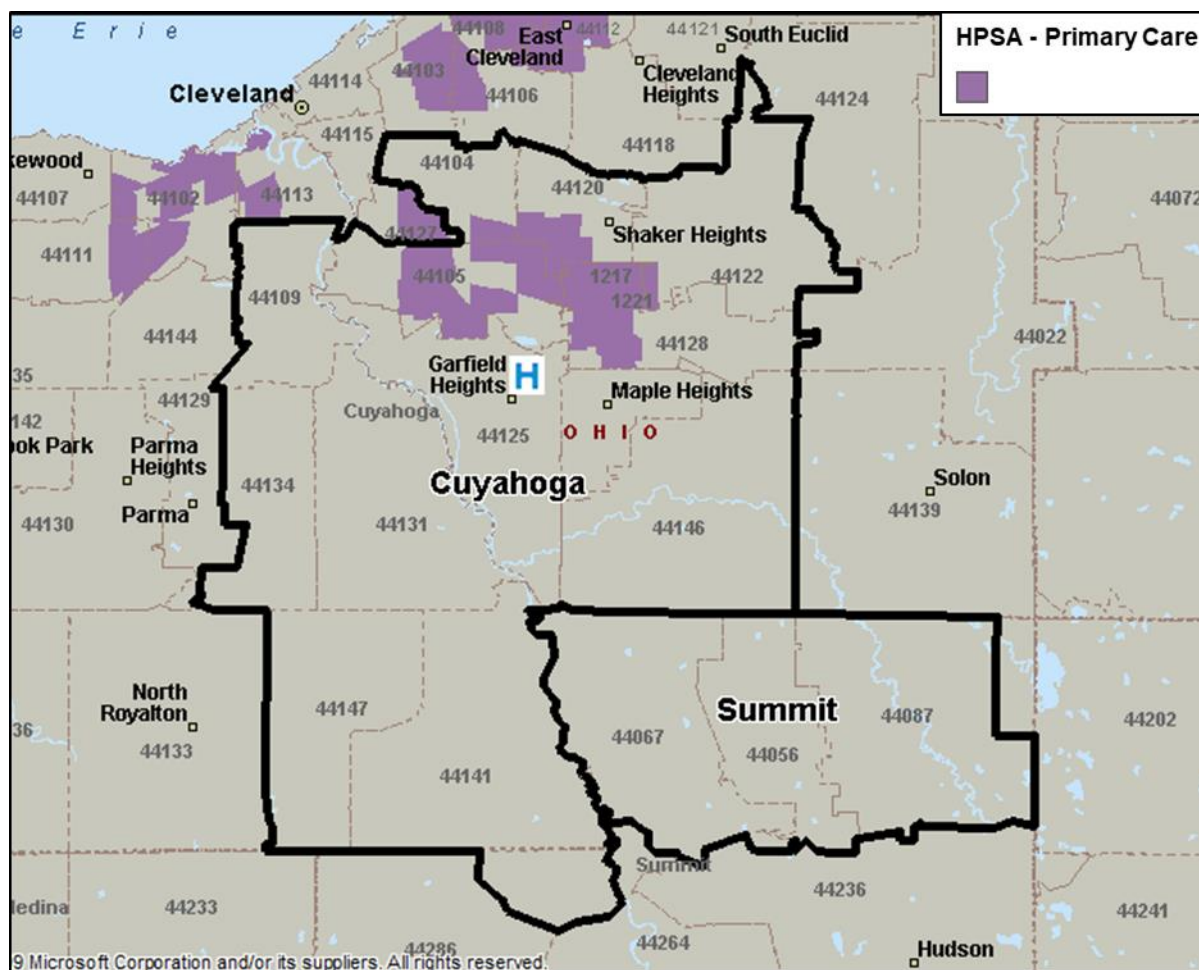 e Erie
44108
East
Cleveland
44112
44121
South Euclid
HPSA - Primary Care
44103
44114
Cleveland
44106
Cleveland
Heights
44124
44115
44118
kewood
44104
44107
44102
44113
44120
44072
44127
Shaker Heights
44111
44105
1217
44122
44109
1221
44144
44128
44022
35
Garfield
Heights
H
Maple Heights
44129
Cuyahoga
142
44125
OHIO
ook Park
Parma
Heights
Cuyahoga
Solon
44134
44139
Parma
44130
44131
44146
North
Royalton
44147
Summit
44087
44202
36
44133
44067
44056
44141
Summit
44236
edina
44233
44241
44286
44264
Hudson
9 Microsoft Corporation and/or its suppliers. All rights reserved.